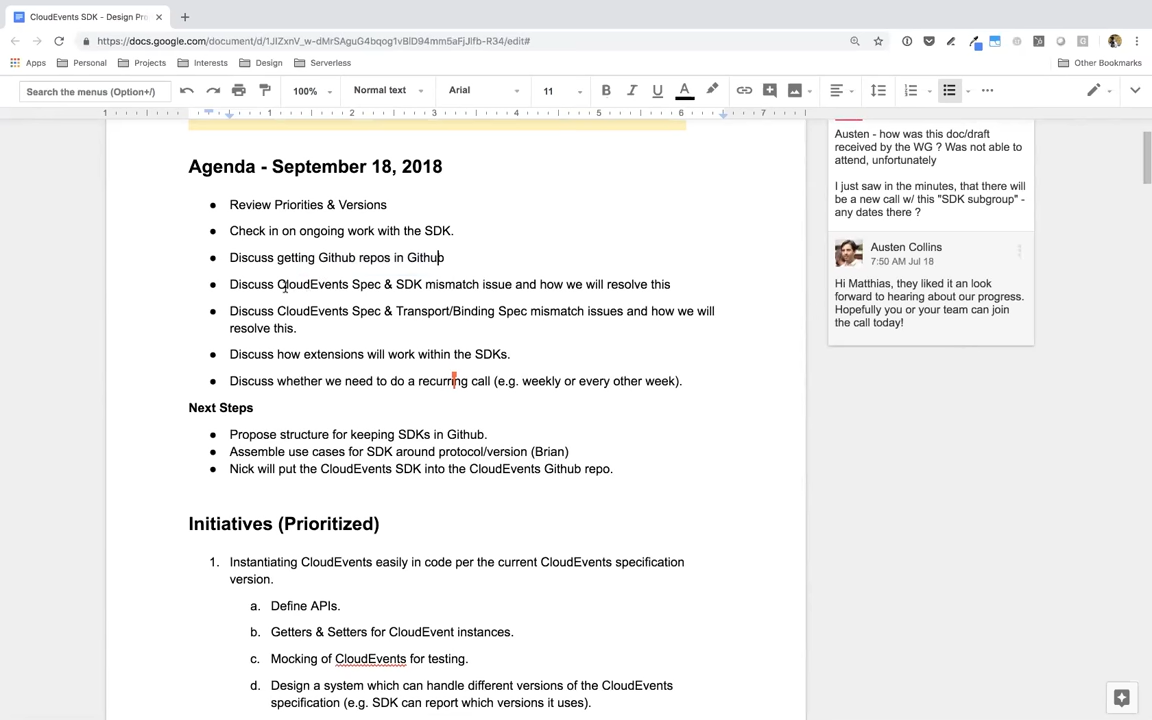 CloudEvents SDK - Design Pri
https://docs.google.com/document/d/1JIZxnV_w-dMrSAguG4bqog1vBlD94mm5aFjJlfb-R34/edit#
Apps Personal Projects Interests Design Serverless Other Bookmarks
Search the menus (Option+/) 100% Normal text Arial 11
1 1 2 3 4 5 6 7
Agenda - September 18, 2018
● Review Priorities & Versions
● Check in on ongoing work with the SDK.
● Discuss getting Github repos in Github
● Discuss CloudEvents Spec & SDK mismatch issue and how we will resolve this
● Discuss CloudEvents Spec & Transport/Binding Spec mismatch issues and how we will
resolve this.
● Discuss how extensions will work within the SDKs.
● Discuss whether we need to do a recurring call (e.g. weekly or every other week).
Next Steps
● Propose structure for keeping SDKs in Github.
● Assemble use cases for SDK around protocol/version (Brian)
● Nick will put the CloudEvents SDK into the CloudEvents Github repo.
Initiatives (Prioritized)
1. Instantiating CloudEvents easily in code per the current CloudEvents specification
version.
a. Define APIs.
b. Getters & Setters for CloudEvent instances.
c. Mocking of CloudEvents for testing.
d. Design a system which can handle different versions of the CloudEvents
specification (e.g. SDK can report which versions it uses).
Austen - how was this doc/draft
received by the WG ? Was not able to
attend, unfortunately
I just saw in the minutes, that there will
be a new call w/ this "SDK subgroup" -
any dates there ?
Austen Collins
7:50 AM Jul 18
Hi Matthias, they liked it an look
forward to hearing about our progress.
Hopefully you or your team can join
the call today!